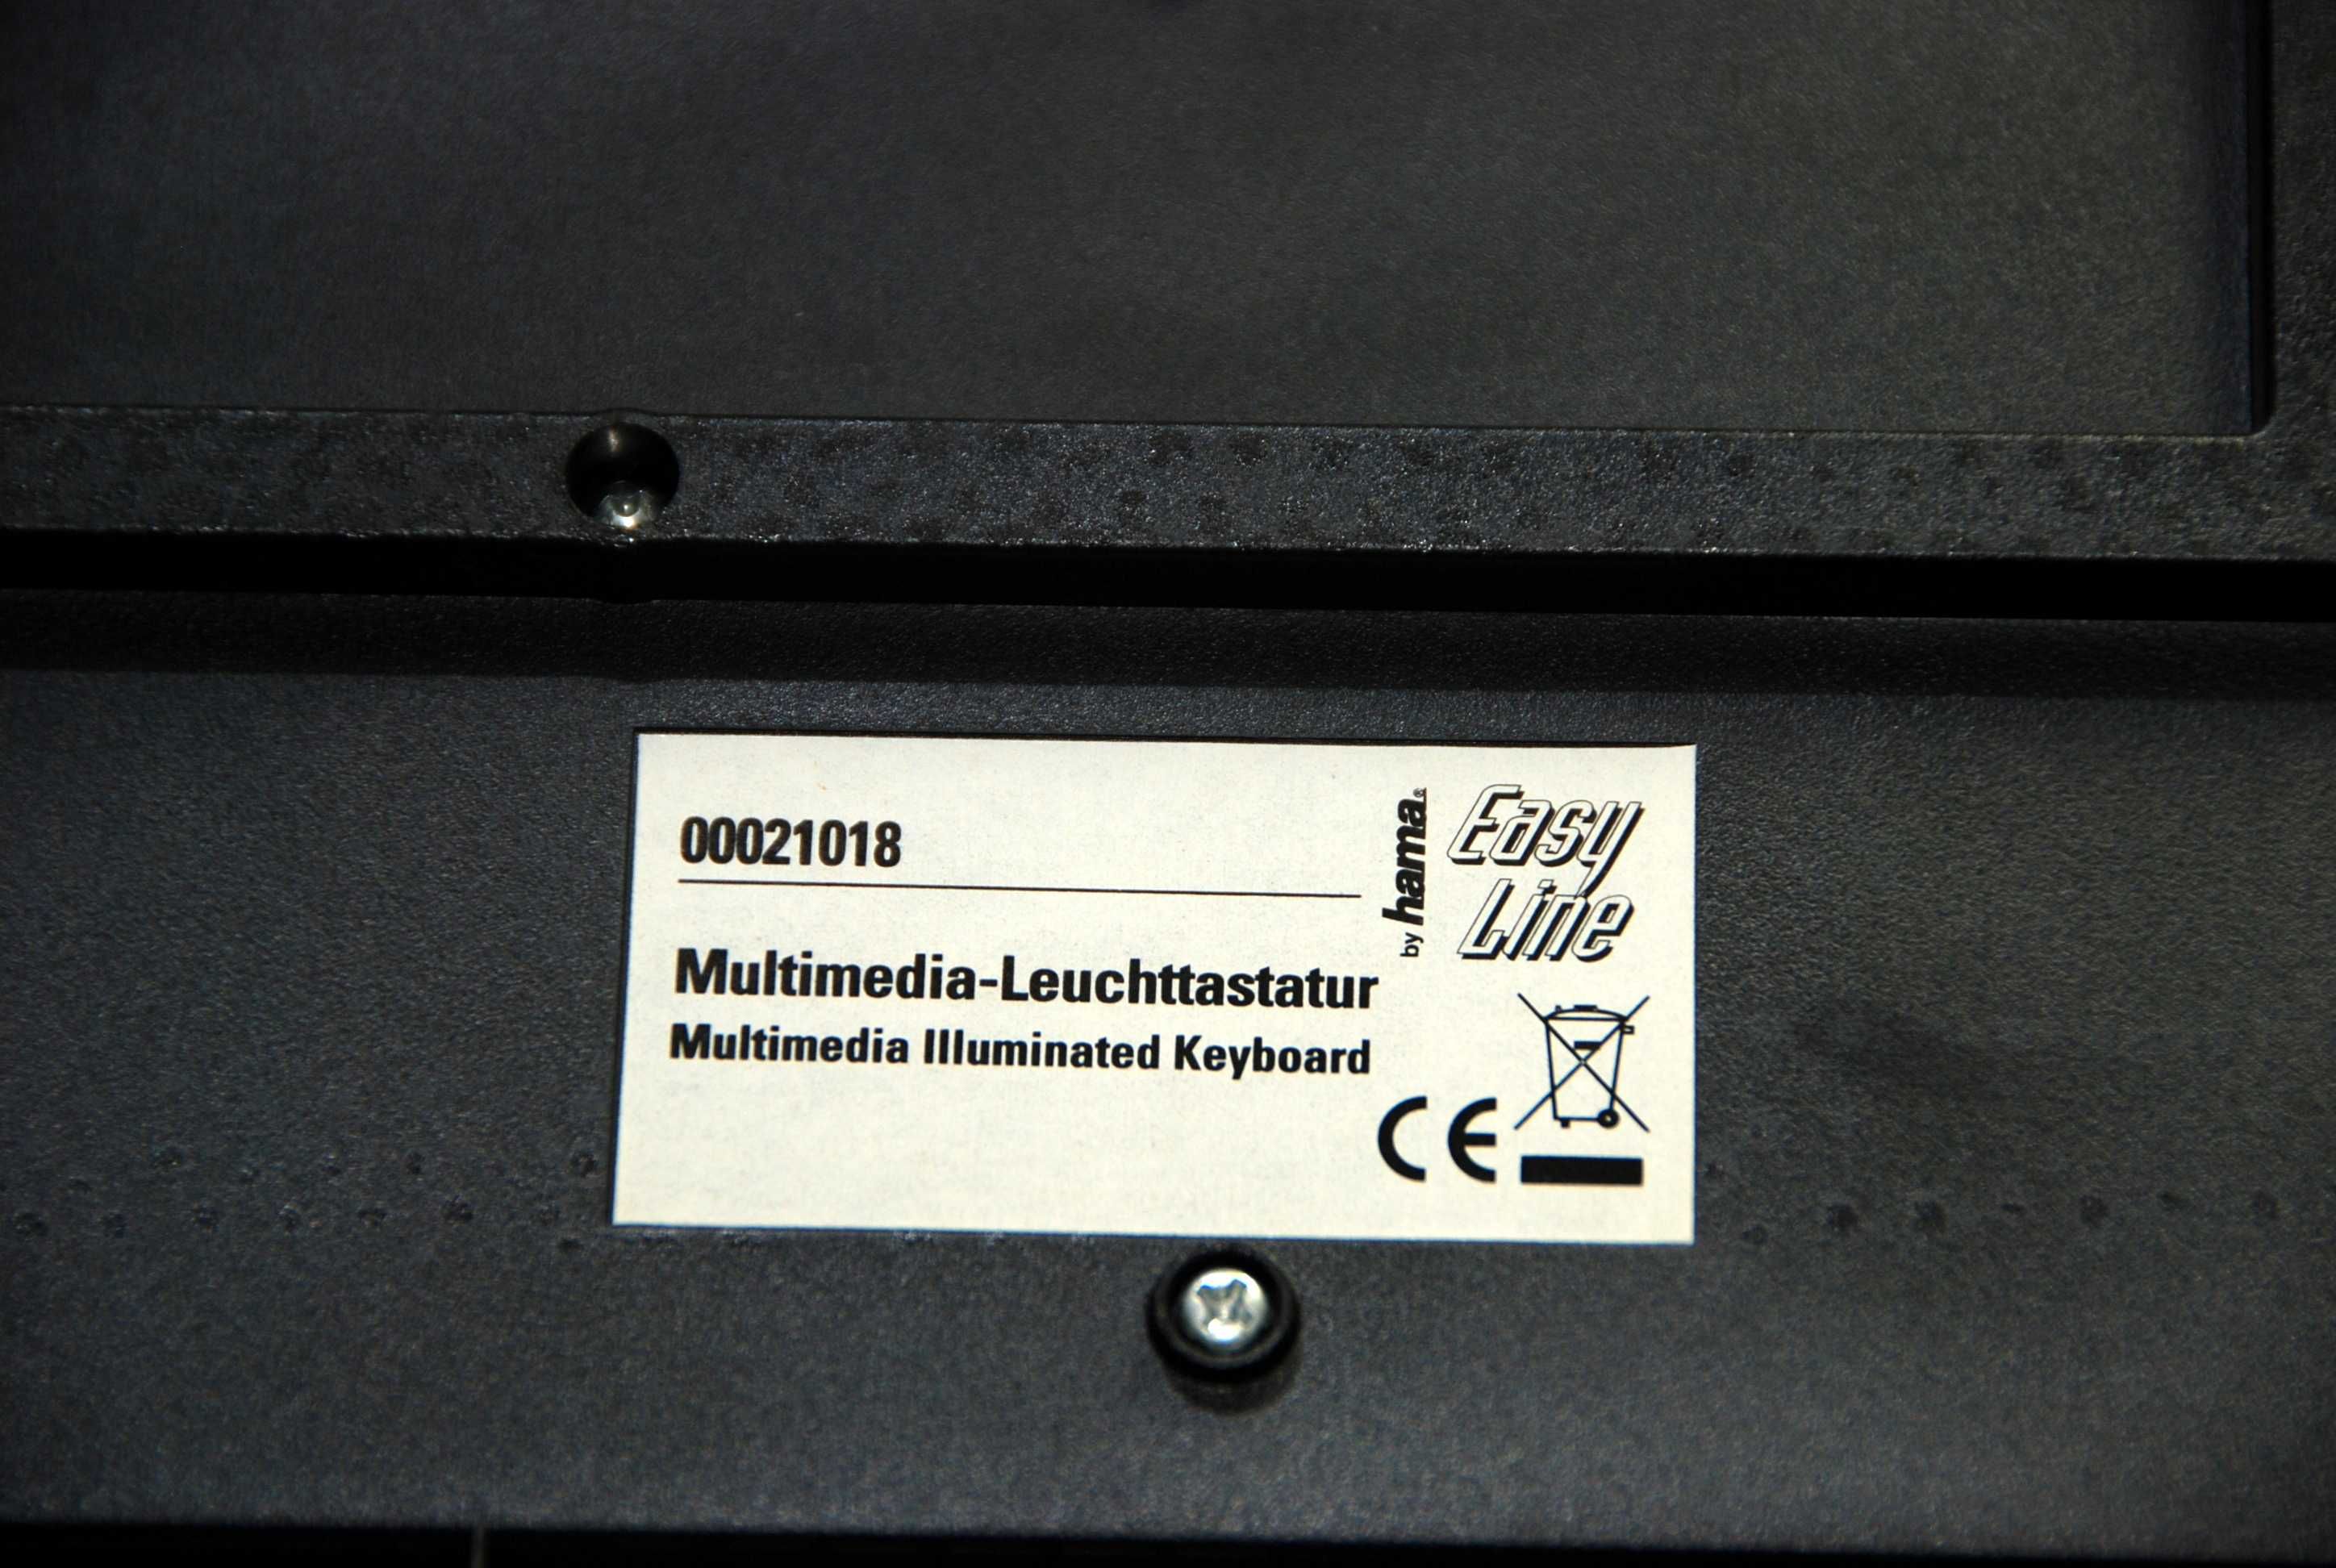 00021018
by hama®
Easy
Line
Multimedia-Leuchttastatur
Multimedia Illuminated Keyboard
CE